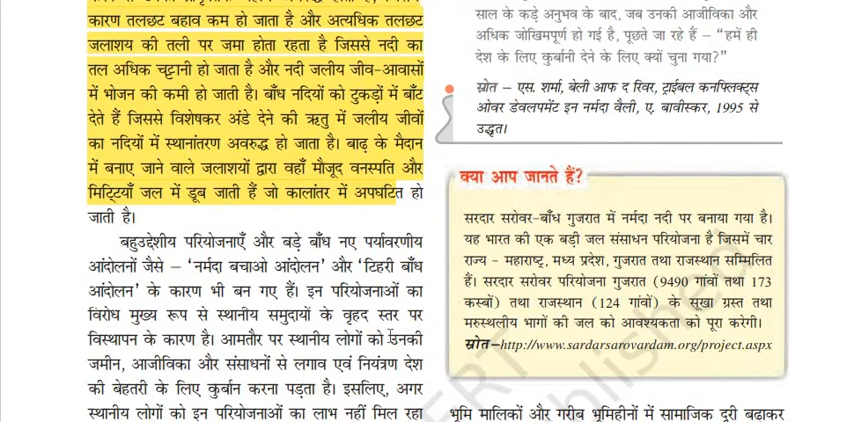 कारण तलछट बहाव कम हो जाता है और अत्यधिक तलछट
जलाशय की तली पर जमा होता रहता है जिससे नदी का
तल अधिक चट्टानी हो जाता है और नदी जलीय जीव-आवासों
में भोजन की कमी हो जाती है। बाँध नदियों को टुकड़ों में बाँट
देते हैं जिससे विशेषकर अंडे देने की ऋतु में जलीय जीवों
का नदियों में स्थानांतरण अवरुद्ध हो जाता है। बाढ़ के मैदान
में बनाए जाने वाले जलाशयों द्वारा वहाँ मौजूद वनस्पति और
मिट्टियाँ जल में डूब जाती हैं जो कालांतर में अपघटित हो
जाती है।
बहुउद्देशीय परियोजनाएँ और बड़े बाँध नए पर्यावरणीय
आंदोलनों जैसे – 'नर्मदा बचाओ आंदोलन' और 'टिहरी बाँध
आंदोलन' के कारण भी बन गए हैं। इन परियोजनाओं का
विरोध मुख्य रूप से स्थानीय समुदायों के वृहद स्तर पर
विस्थापन के कारण है। आमतौर पर स्थानीय लोगों को उनकी
जमीन, आजीविका और संसाधनों से लगाव एवं नियंत्रण देश
की बेहतरी के लिए कुर्बान करना पड़ता है। इसलिए, अगर
स्थानीय लोगों को इन परियोजनाओं का लाभ नहीं मिल रहा
साल के कड़े अनुभव के बाद, जब उनकी आजीविका और
अधिक जोखिमपूर्ण हो गई है, पूछते जा रहे हैं – “हमें ही
देश के लिए कुर्बानी देने के लिए क्यों चुना गया?”
स्रोत – एस. शर्मा, बेली आफ द रिवर, ट्राईबल कनफ्लिक्ट्स
ओवर डेवलपमेंट इन नर्मदा वैली, ए. बावीस्कर, 1995 से
उद्धृत।
क्या आप जानते हैं?
सरदार सरोवर-बाँध गुजरात में नर्मदा नदी पर बनाया गया है।
यह भारत की एक बड़ी जल संसाधन परियोजना है जिसमें चार
राज्य – महाराष्ट्र, मध्य प्रदेश, गुजरात तथा राजस्थान सम्मिलित
हैं। सरदार सरोवर परियोजना गुजरात (9490 गांवों तथा 173
कस्बों) तथा राजस्थान (124 गांवों) के सूखा ग्रस्त तथा
मरुस्थलीय भागों की जल को आवश्यकता को पूरा करेगी।
स्रोत–http://www.sardarsarovardam.org/project.aspx
भूमि मालिकों और गरीब भूमिहीनों में सामाजिक दूरी बढ़ाकर